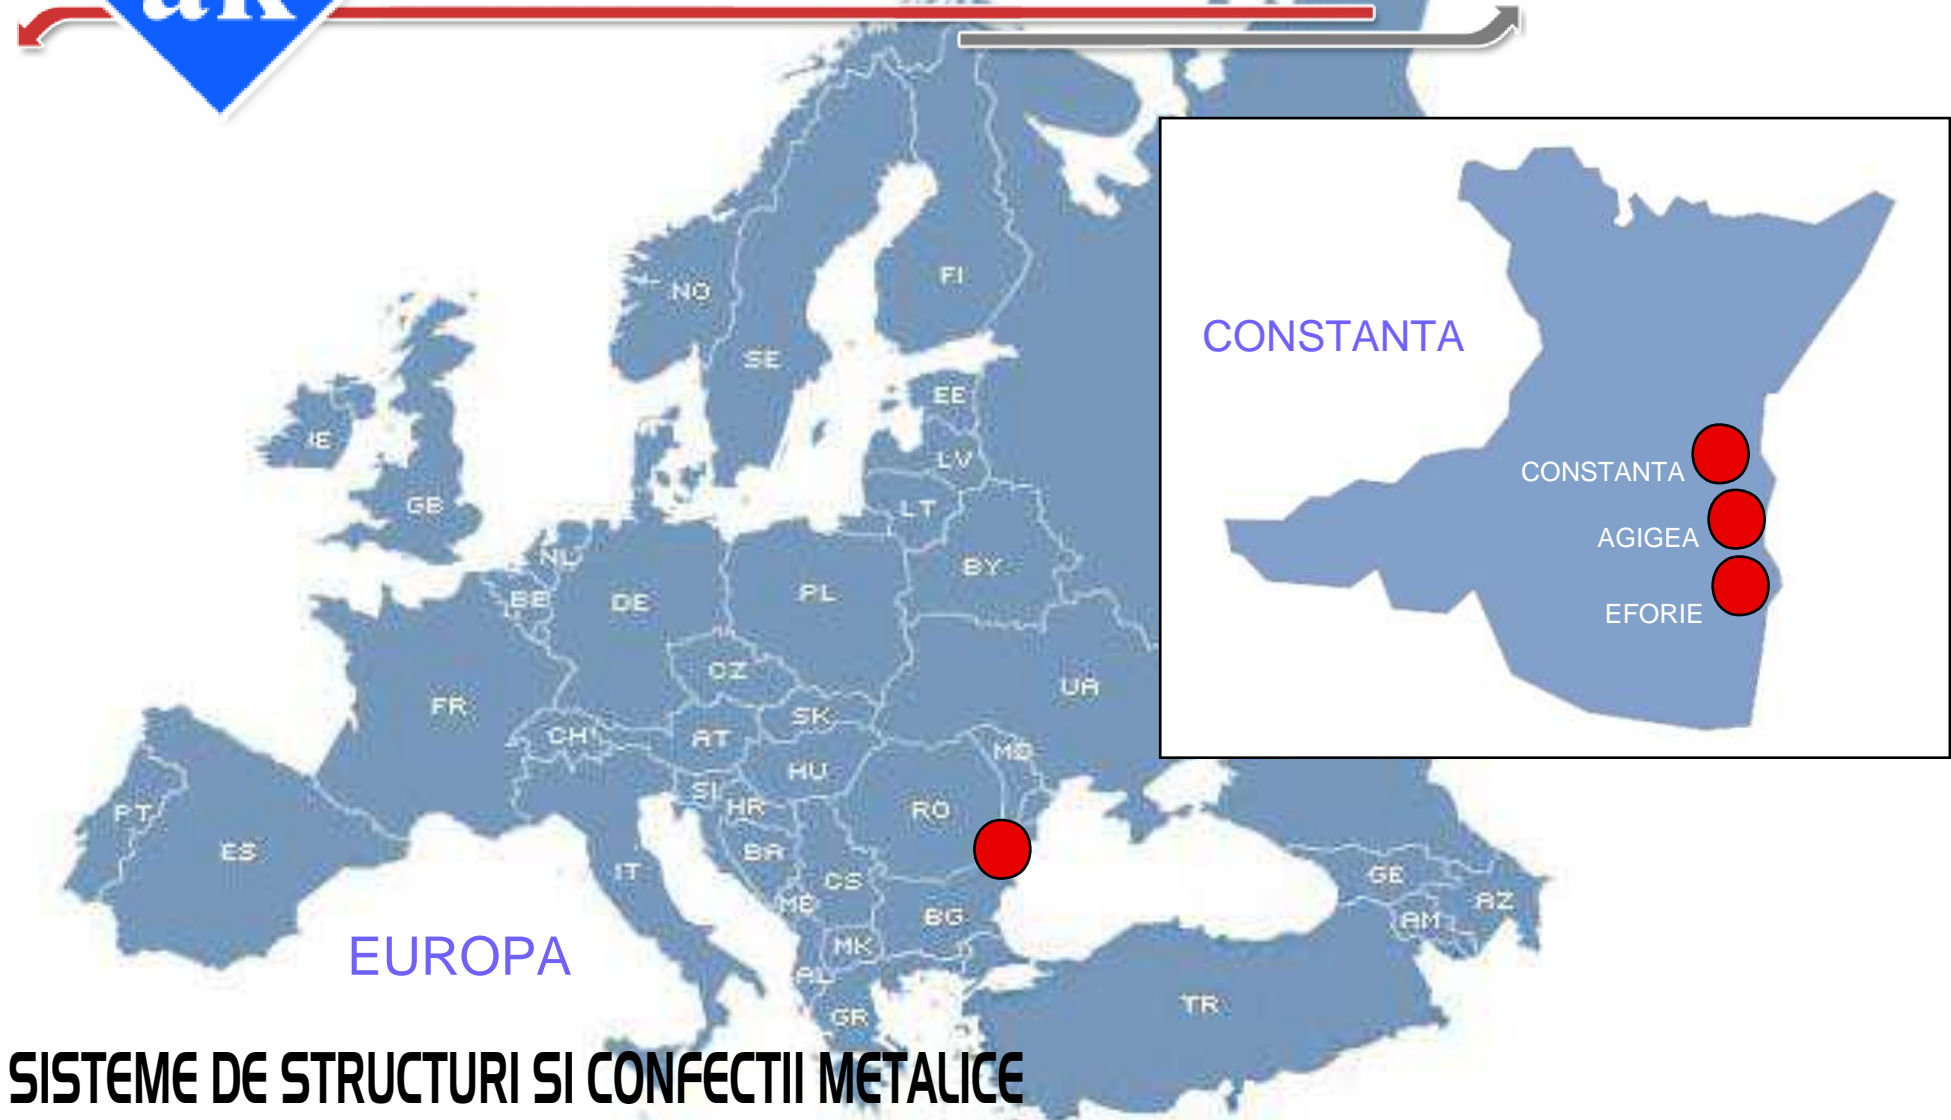 aK
NO
FI
SE
EE
IE
LV
GB
LT
NL
BY
BE
DE
PL
CZ
UA
FR
SK
CH
AT
MD
HU
SI
HR
RO
PT
ES
BA
IT
CS
GE
ME
AZ
BG
AM
MK
AL
TR
GR
CONSTANTA
CONSTANTA
AGIGEA
EFORIE
EUROPA
SISTEME DE STRUCTURI SI CONFECTII METALICE